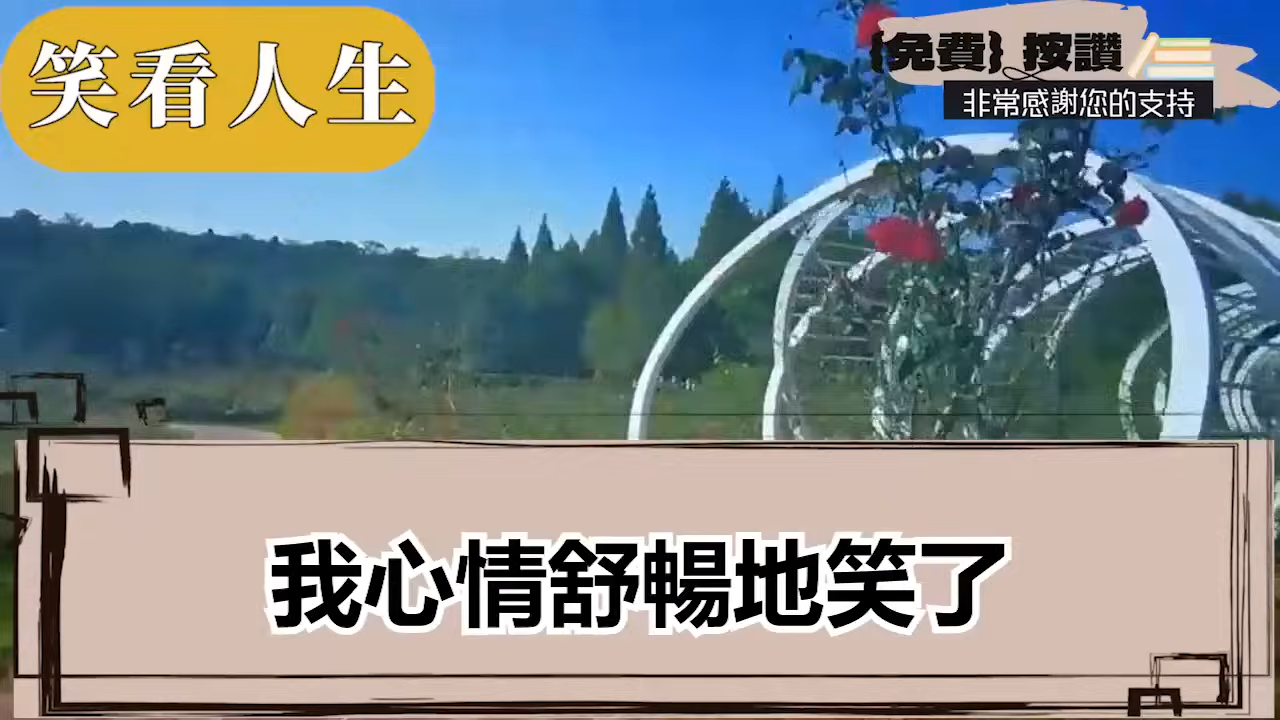 笑看人生
{免費} 按讚
非常感謝您的支持
我心情舒暢地笑了